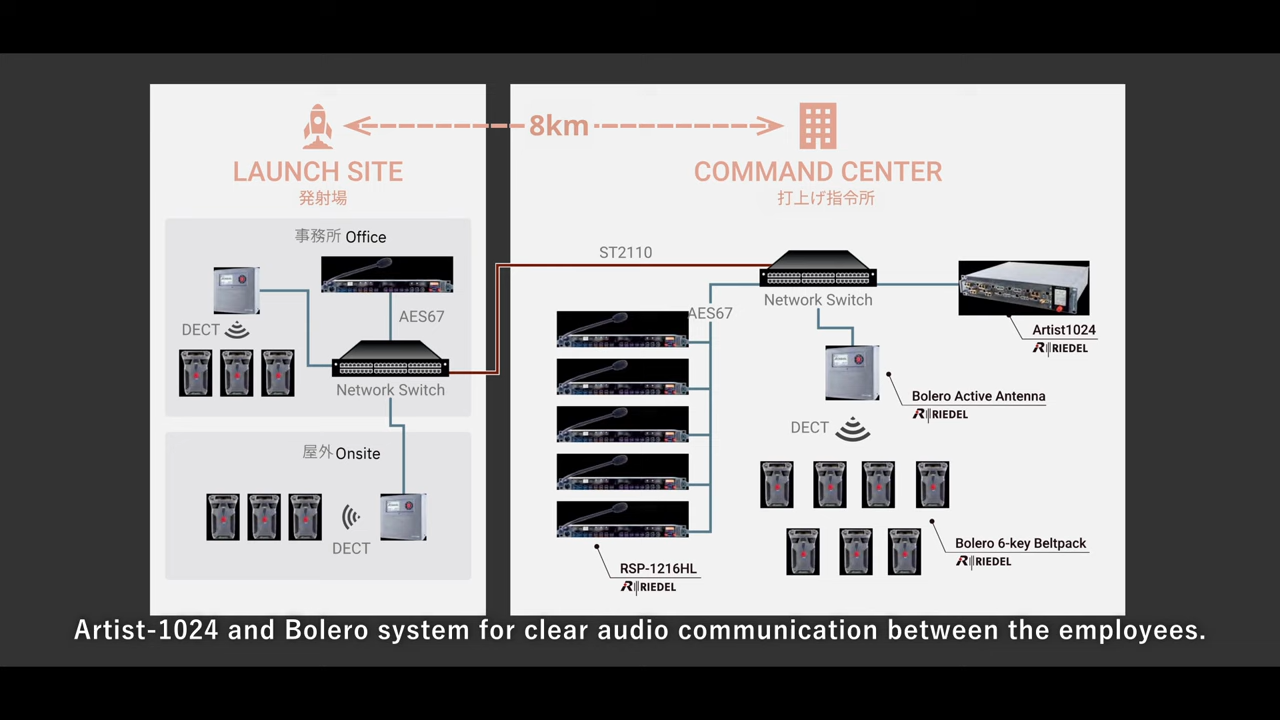 8km
LAUNCH SITE
発射場
事務所 Office
DECT
AES67
Network Switch
屋外 Onsite
DECT
COMMAND CENTER
打上げ指令所
ST2110
Network Switch
AES67
Artist1024
RIEDEL
Bolero Active Antenna
RIEDEL
DECT
Bolero 6-key Beltpack
RIEDEL
RSP-1216HL
RIEDEL
Artist-1024 and Bolero system for clear audio communication between the employees.